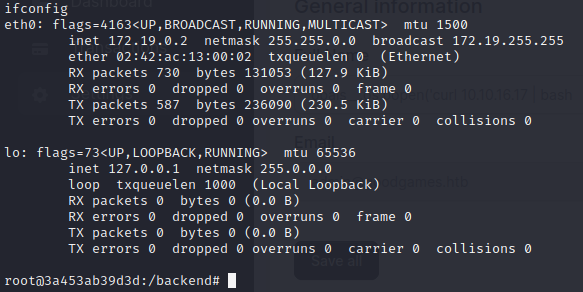 ifconfig
eth0: flags=4163<UP,BROADCAST,RUNNING,MULTICAST>  mtu 1500
        inet 172.19.0.2  netmask 255.255.0.0  broadcast 172.19.255.255
        ether 02:42:ac:13:00:02  txqueuelen 0  (Ethernet)
        RX packets 730  bytes 131053 (127.9 KiB)
        RX errors 0  dropped 0  overruns 0  frame 0
        TX packets 587  bytes 236090 (230.5 KiB)
        TX errors 0  dropped 0 overruns 0  carrier 0  collisions 0
lo: flags=73<UP,LOOPBACK,RUNNING>  mtu 65536
        inet 127.0.0.1  netmask 255.0.0.0
        loop  txqueuelen 1000  (Local Loopback)
        RX packets 0  bytes 0 (0.0 B)
        RX errors 0  dropped 0  overruns 0  frame 0
        TX packets 0  bytes 0 (0.0 B)
        TX errors 0  dropped 0 overruns 0  carrier 0  collisions 0
root@3a453ab39d3d:/backend#
Dashboard
Email
Save all